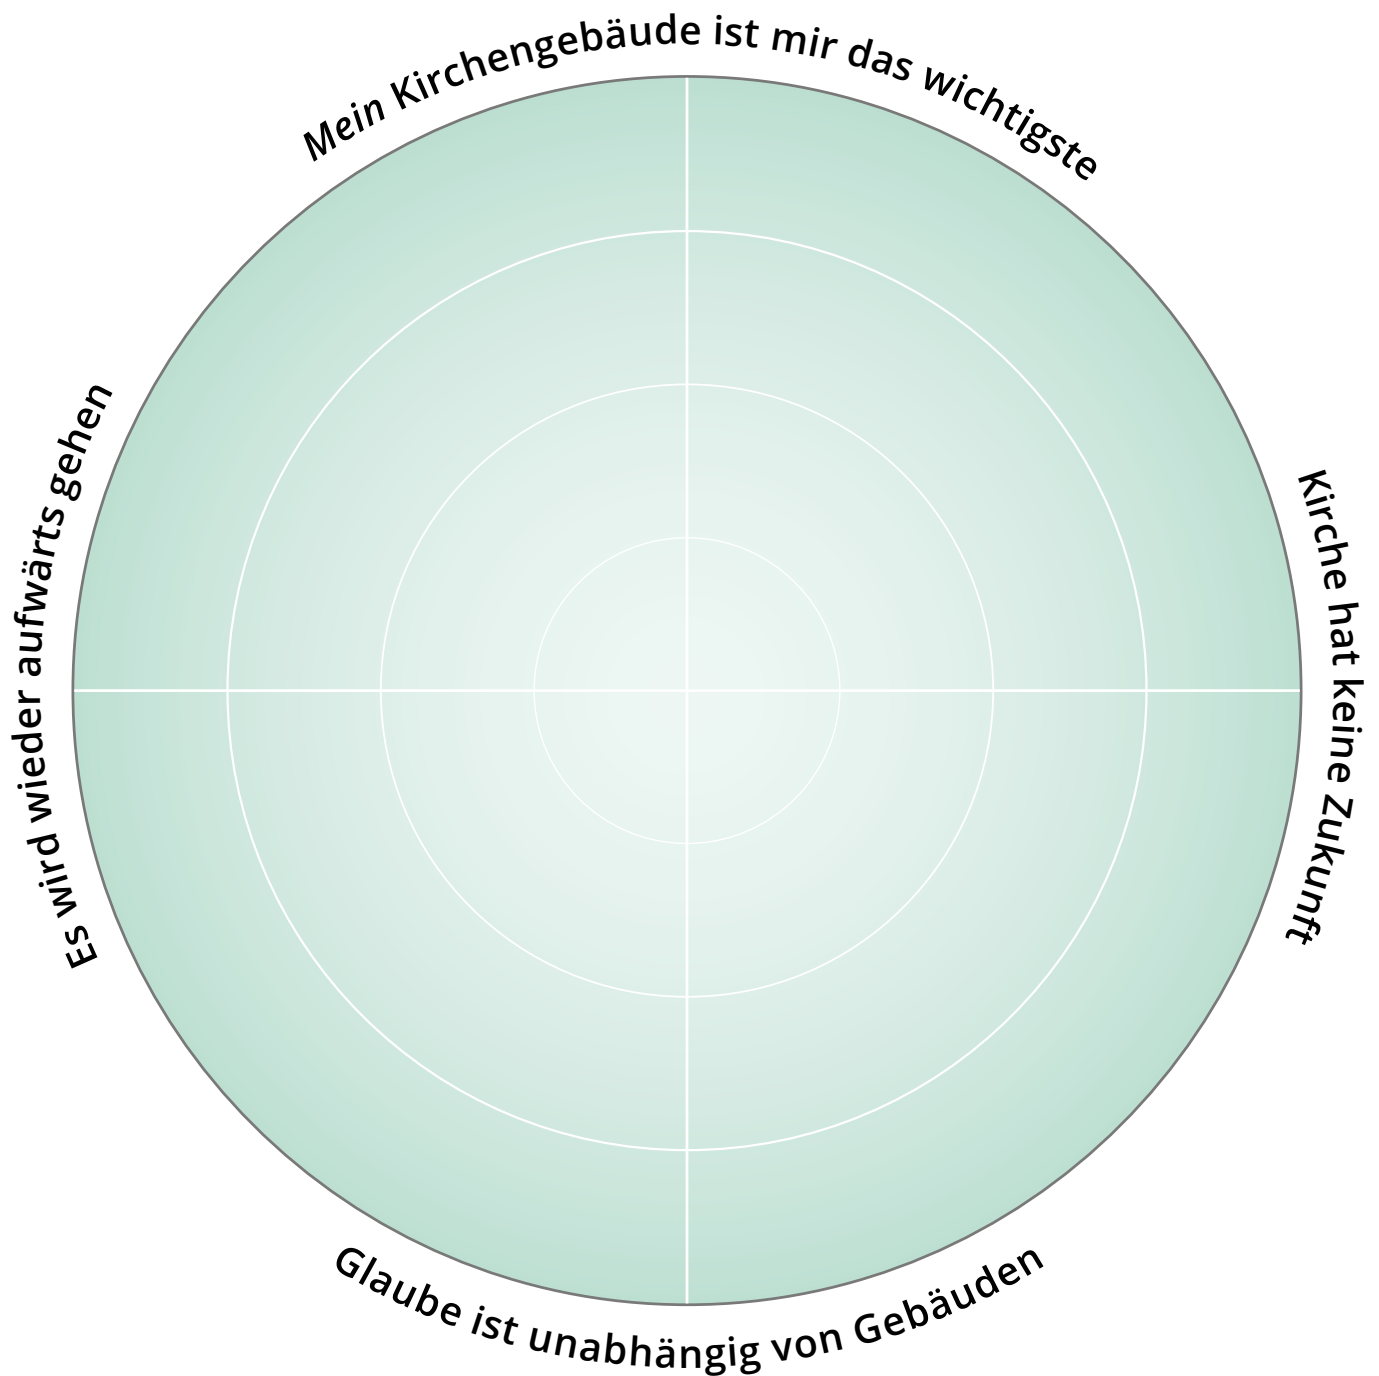 Mein Kirchengebäude ist mir das wichtigste
Kirche hat keine Zukunft
Glaube ist unabhängig von Gebäuden
Es wird wieder aufwärts gehen